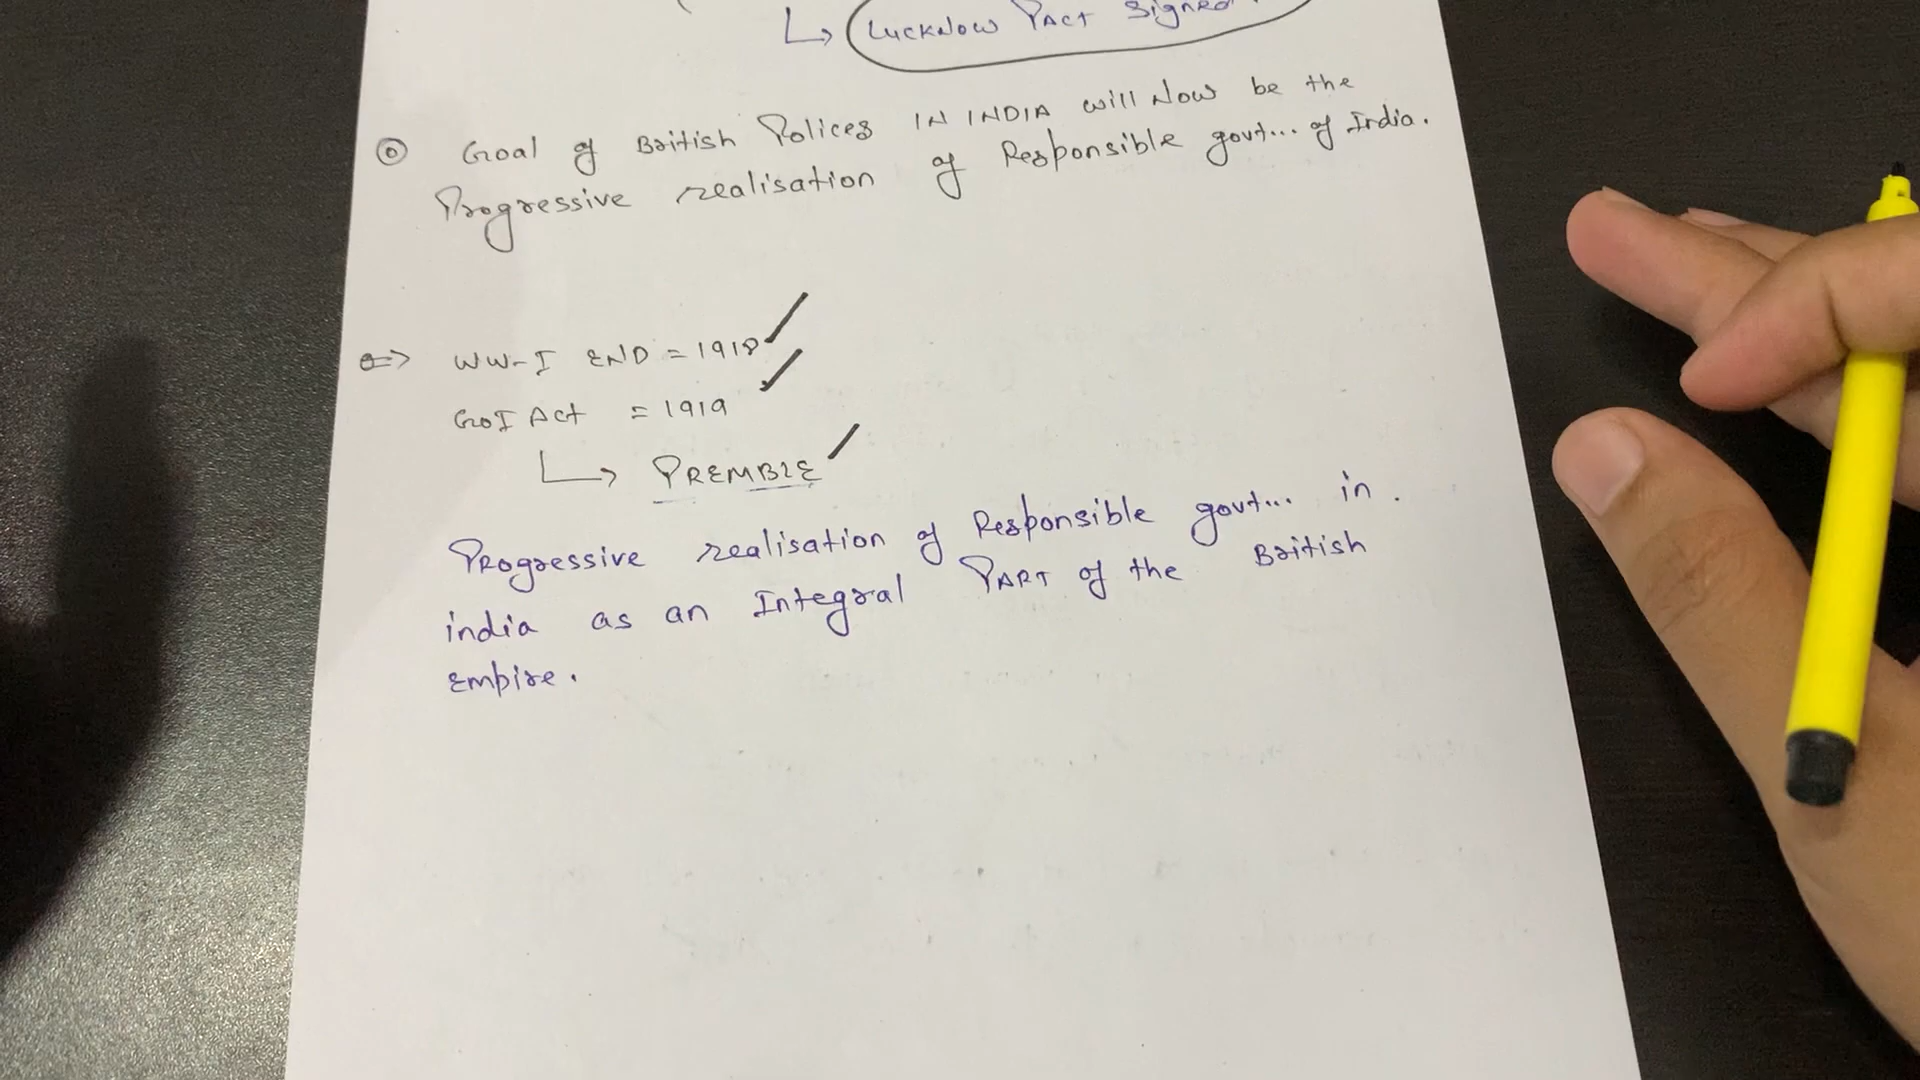 Lucknow Pact Signed
Goal of British Polices IN INDIA will Now be the
Progressive realisation of Responsible govt... of India.
WW-I END = 1918
GOI Act = 1919
PREMBLE
Progressive realisation of Responsible govt... in.
india as an Integral PART of the British
Empire.